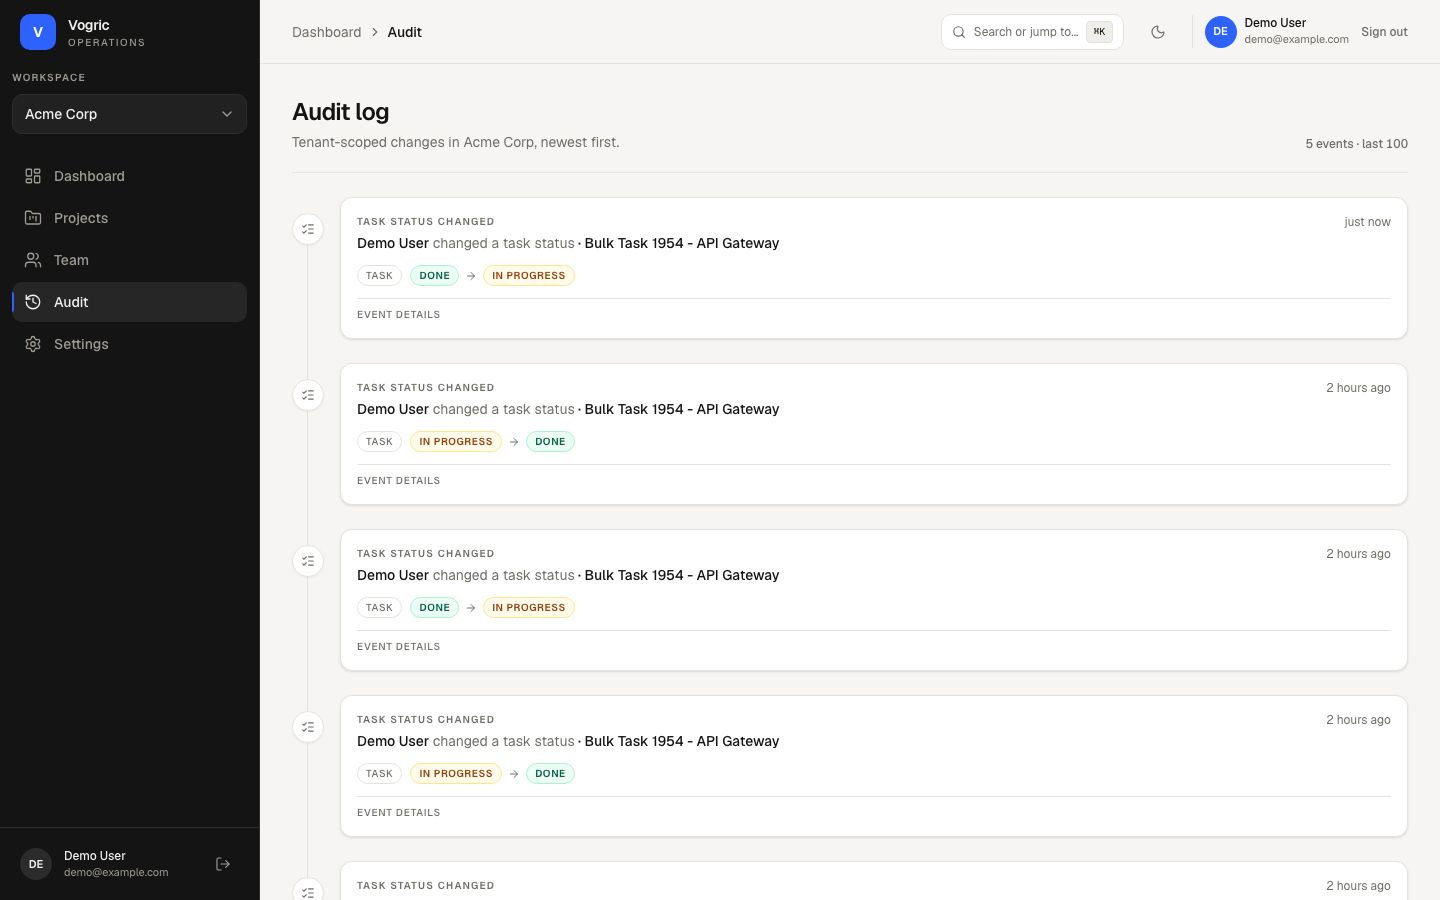 V
Vogric
OPERATIONS
WORKSPACE
Acme Corp
Dashboard
Projects
Team
Audit
Settings
DE
Demo User
demo@example.com
Dashboard > Audit
Search or jump to... ⌘K
DE
Demo User
demo@example.com
Sign out
Audit log
Tenant-scoped changes in Acme Corp, newest first.
5 events · last 100
TASK STATUS CHANGED
just now
Demo User changed a task status · Bulk Task 1954 - API Gateway
TASK DONE → IN PROGRESS
EVENT DETAILS
TASK STATUS CHANGED
2 hours ago
Demo User changed a task status · Bulk Task 1954 - API Gateway
TASK IN PROGRESS → DONE
EVENT DETAILS
TASK STATUS CHANGED
2 hours ago
Demo User changed a task status · Bulk Task 1954 - API Gateway
TASK DONE → IN PROGRESS
EVENT DETAILS
TASK STATUS CHANGED
2 hours ago
Demo User changed a task status · Bulk Task 1954 - API Gateway
TASK IN PROGRESS → DONE
EVENT DETAILS
TASK STATUS CHANGED
2 hours ago